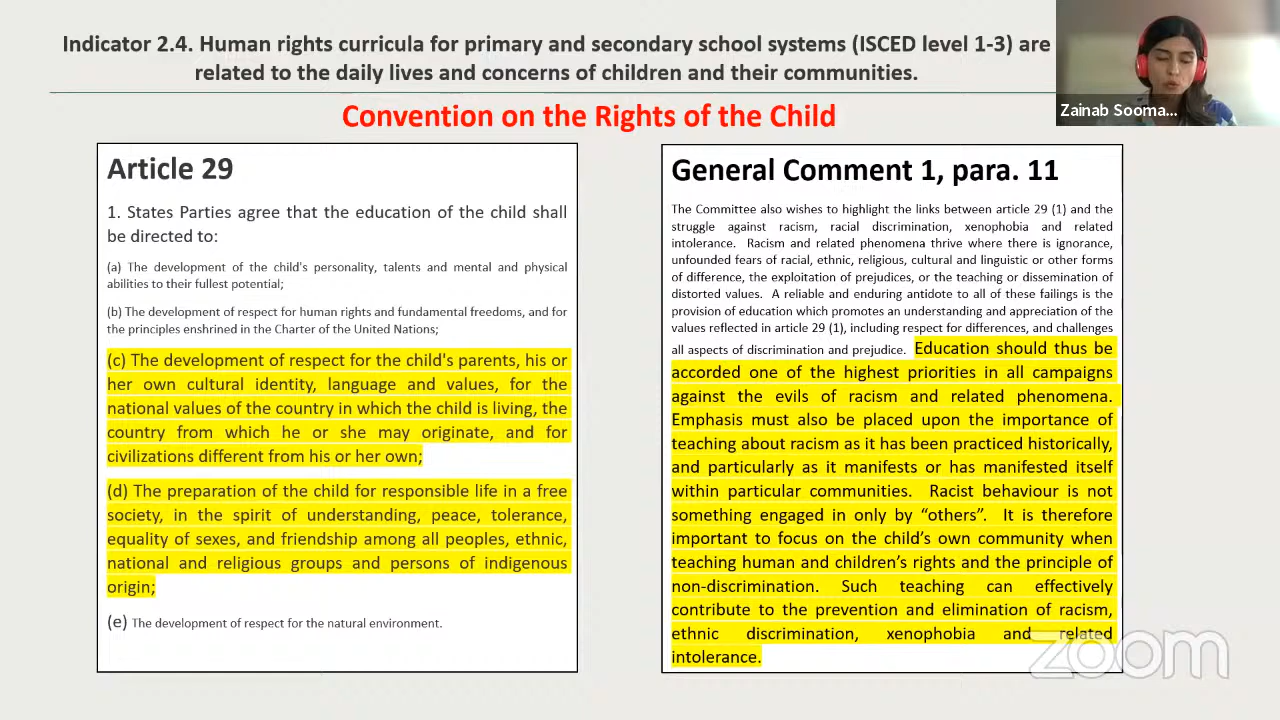 Indicator 2.4. Human rights curricula for primary and secondary school systems (ISCED level 1-3) are
related to the daily lives and concerns of children and their communities.
Zainab Sooma...
Convention on the Rights of the Child
Article 29
1. States Parties agree that the education of the child shall
be directed to:
(a) The development of the child's personality, talents and mental and physical
abilities to their fullest potential;
(b) The development of respect for human rights and fundamental freedoms, and for
the principles enshrined in the Charter of the United Nations;
(c) The development of respect for the child's parents, his or
her own cultural identity, language and values, for the
national values of the country in which the child is living, the
country from which he or she may originate, and for
civilizations different from his or her own;
(d) The preparation of the child for responsible life in a free
society, in the spirit of understanding, peace, tolerance,
equality of sexes, and friendship among all peoples, ethnic,
national and religious groups and persons of indigenous
origin;
(e) The development of respect for the natural environment.
General Comment 1, para. 11
The Committee also wishes to highlight the links between article 29 (1) and the
struggle against racism, racial discrimination, xenophobia and related
intolerance. Racism and related phenomena thrive where there is ignorance,
unfounded fears of racial, ethnic, religious, cultural and linguistic or other forms
of difference, the exploitation of prejudices, or the teaching or dissemination of
distorted values. A reliable and enduring antidote to all of these failings is the
provision of education which promotes an understanding and appreciation of the
values reflected in article 29 (1), including respect for differences, and challenges
all aspects of discrimination and prejudice. Education should thus be
accorded one of the highest priorities in all campaigns
against the evils of racism and related phenomena.
Emphasis must also be placed upon the importance of
teaching about racism as it has been practiced historically,
and particularly as it manifests or has manifested itself
within particular communities. Racist behaviour is not
something engaged in only by “others”. It is therefore
important to focus on the child’s own community when
teaching human and children’s rights and the principle of
non-discrimination. Such teaching can effectively
contribute to the prevention and elimination of racism,
ethnic discrimination, xenophobia and related
intolerance.
zoom